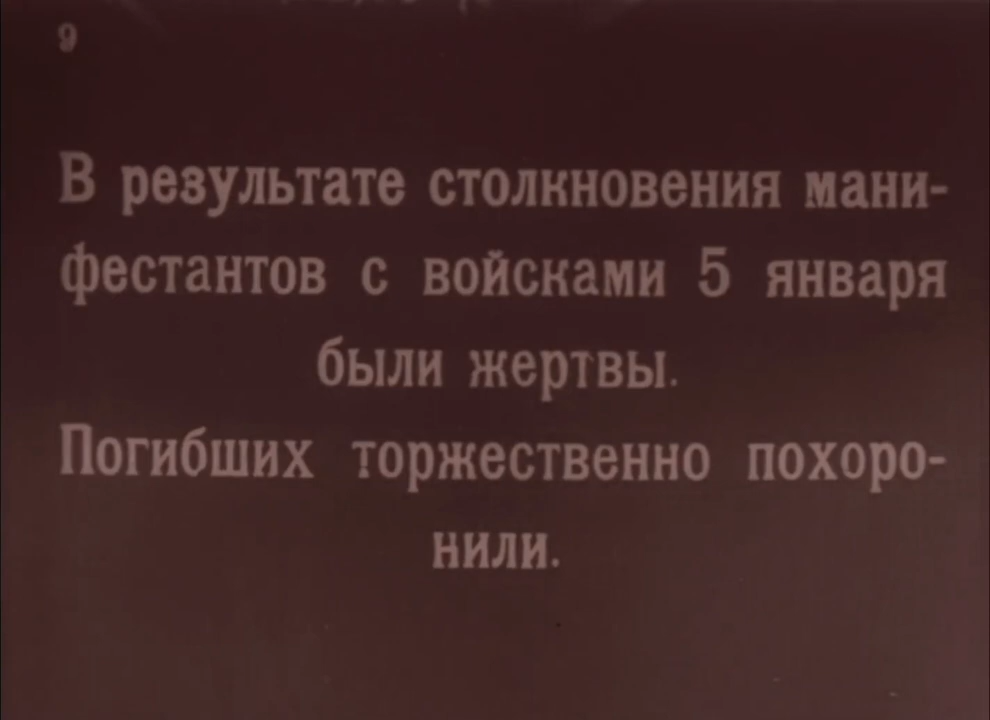 9
В результате столкновения мани-
фестантов с войсками 5 января
были жертвы.
Погибших торжественно похоро-
нили.